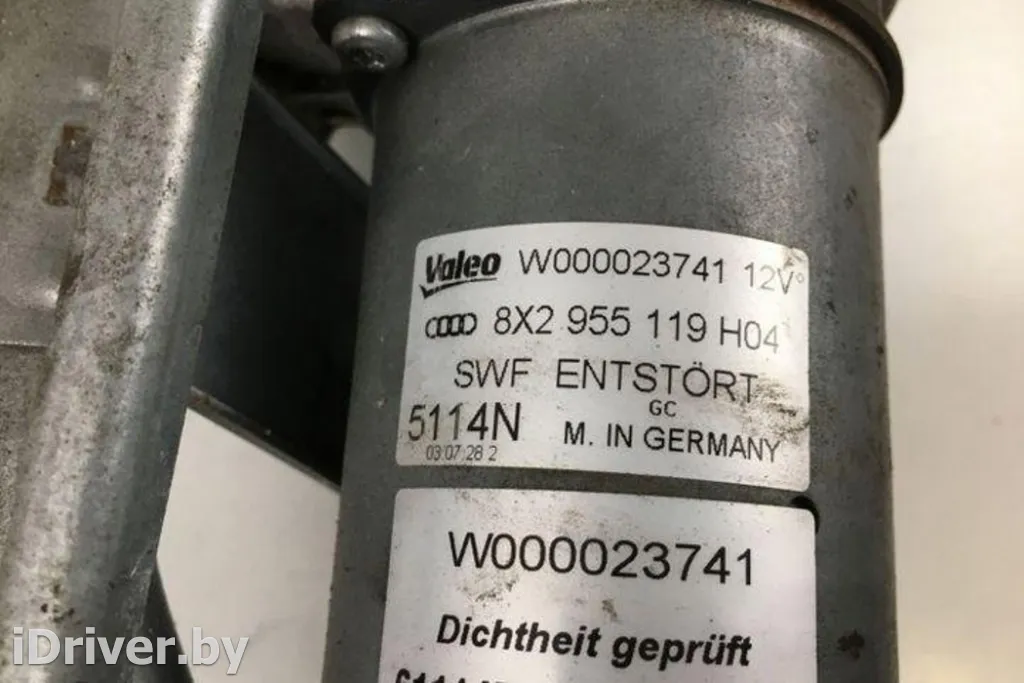 Valeo W000023741 12V°
8X2 955 119 H04
SWF ENTSTÖRT
GC
5114N M. IN GERMANY
03:07:28 2
W000023741
Dichtheit geprüft
iDriver.by